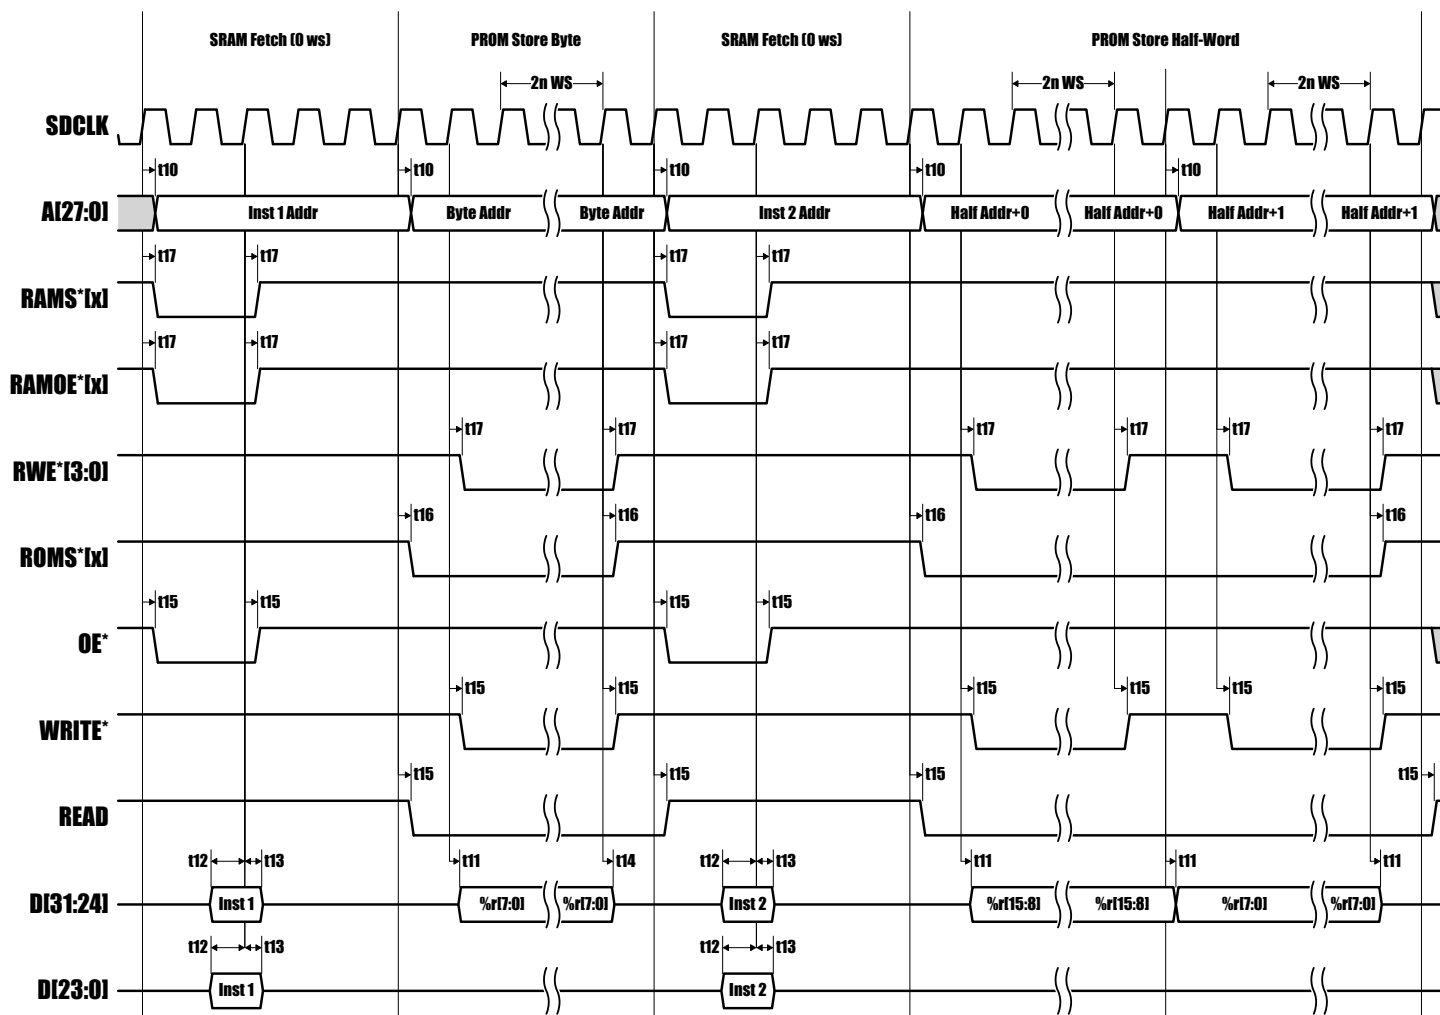 SRAM Fetch (0 ws) PROM Store Byte SRAM Fetch (0 ws) PROM Store Half-Word
2n WS 2n WS 2n WS
SDCLK
t10 t10 t10 t10 t10
A[27:0] Inst 1 Addr Byte Addr Byte Addr Inst 2 Addr Half Addr+0 Half Addr+0 Half Addr+1 Half Addr+1
t17 t17 t17 t17
RAMS*[x]
t17 t17 t17 t17
RAMOE*[x]
t17 t17 t17 t17 t17 t17
RWE*[3:0]
t16 t16 t16 t16
ROMS*[x]
t15 t15 t15 t15
OE*
t15 t15 t15 t15 t15 t15
WRITE*
t15 t15 t15 t15
READ
t12 t13 t11 t14 t12 t13 t11 t11 t11
D[31:24] Inst 1 %r[7:0] %r[7:0] Inst 2 %r[15:8] %r[15:8] %r[7:0] %r[7:0]
t12 t13 t12 t13
D[23:0] Inst 1 Inst 2